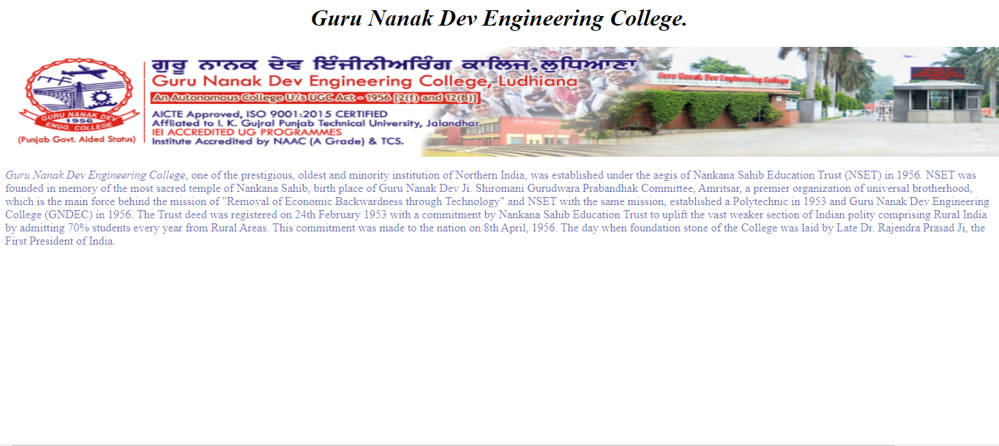 Guru Nanak Dev Engineering College.
ਗੁਰੂ ਨਾਨਕ ਦੇਵ ਇੰਜੀਨੀਅਰਿੰਗ ਕਾਲਿਜ,ਲੁਧਿਆਣਾ
Guru Nanak Dev Engineering College, Ludhiana
An Autonomous College U/s UGC Act - 1956 [2(f) and 12(B)]
AICTE Approved, ISO 9001:2015 CERTIFIED
Affliated to I. K. Gujral Punjab Technical University, Jalandhar
IEI ACCREDITED UG PROGRAMMES
Institute Accredited by NAAC (A Grade) & TCS.
GURU NANAK DEV
1956
ENGG. COLLEGE
(Punjab Govt. Aided Status)
SPORTS COMPLEX
Guru Nanak Dev Engineering College
Guru Nanak Dev Engineering College, one of the prestigious, oldest and minority institution of Northern India, was established under the aegis of Nankana Sahib Education Trust (NSET) in 1956. NSET was
founded in memory of the most sacred temple of Nankana Sahib, birth place of Guru Nanak Dev Ji. Shiromani Gurudwara Prabandhak Committee, Amritsar, a premier organization of universal brotherhood,
which is the main force behind the mission of "Removal of Economic Backwardness through Technology" and NSET with the same mission, established a Polytechnic in 1953 and Guru Nanak Dev Engineering
College (GNDEC) in 1956. The Trust deed was registered on 24th February 1953 with a commitment by Nankana Sahib Education Trust to uplift the vast weaker section of Indian polity comprising Rural India
by admitting 70% students every year from Rural Areas. This commitment was made to the nation on 8th April, 1956. The day when foundation stone of the College was laid by Late Dr. Rajendra Prasad Ji, the
First President of India.